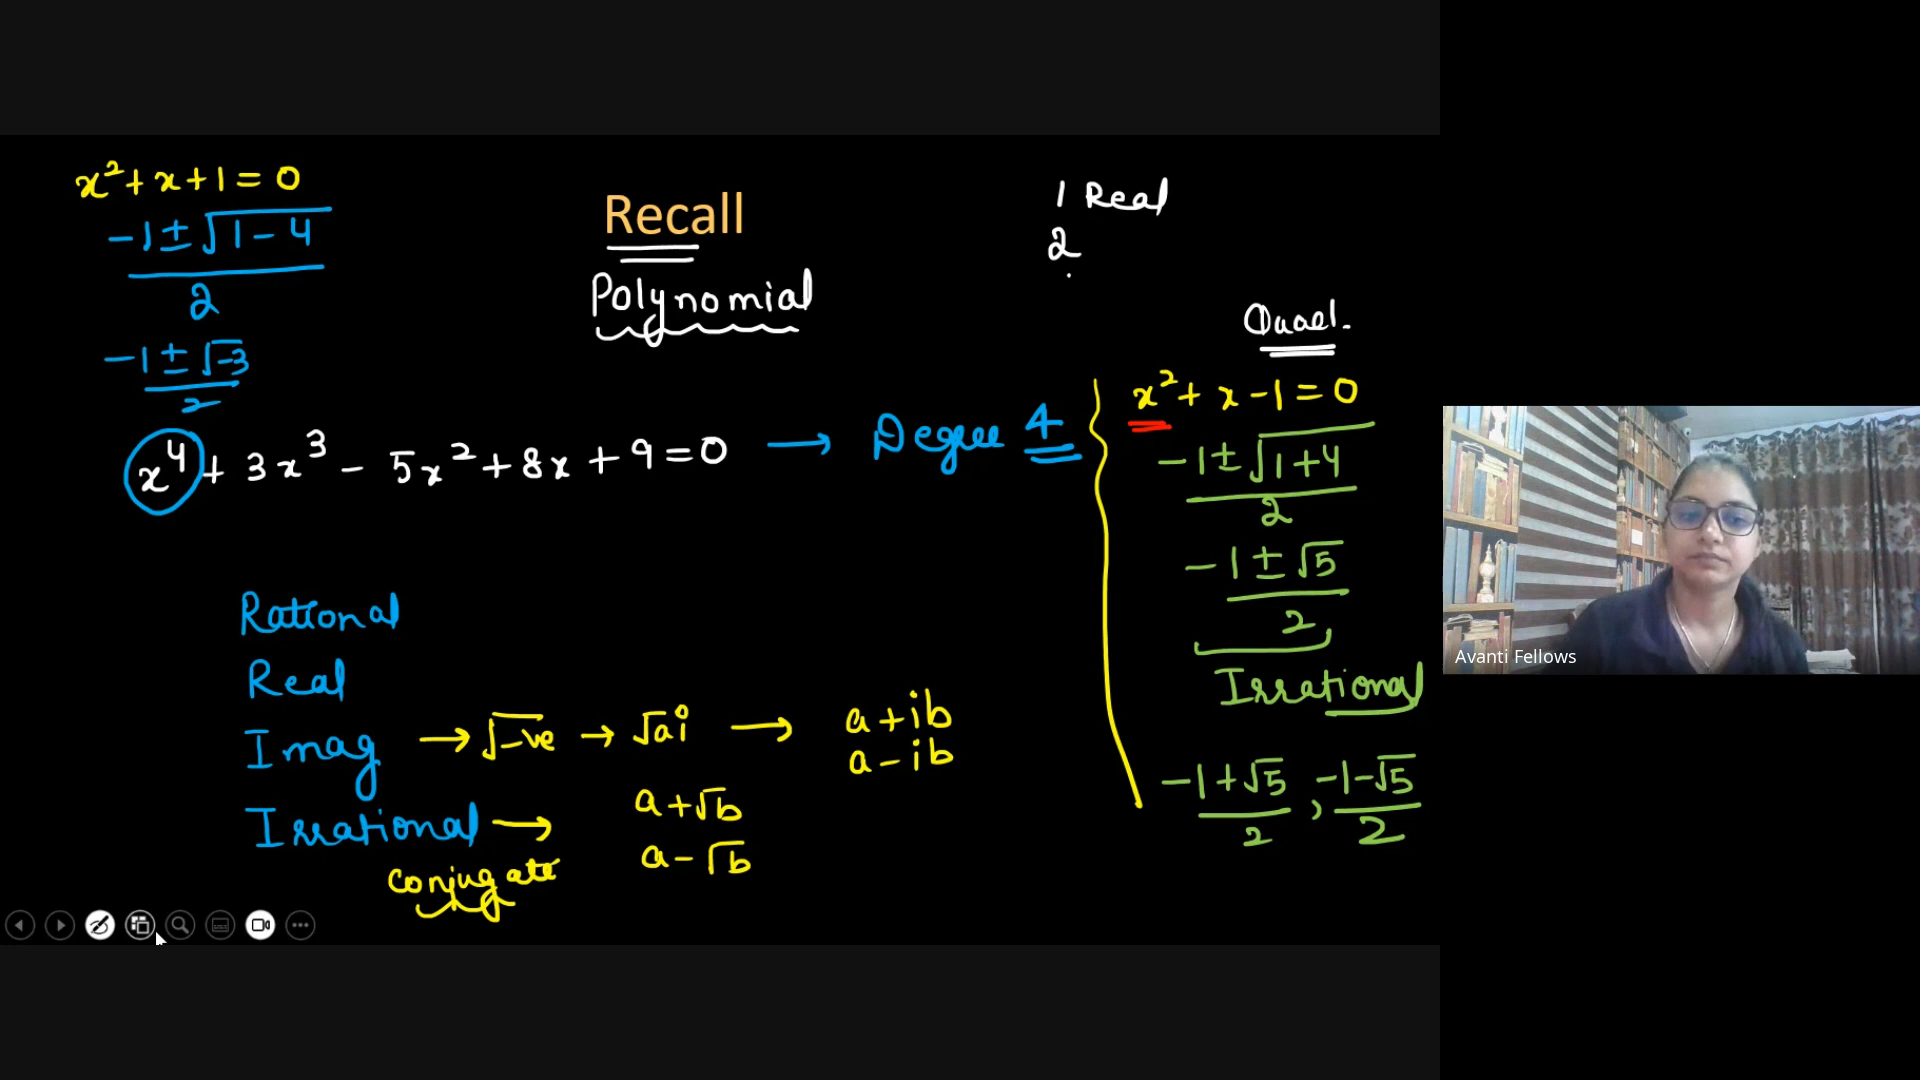 x²+x+1=0
-1±√1-4
2
-1±√-3
2
Recall
Polynomial
1 Real
2
x⁴+3x³-5x²+8x+9=0 → Degree 4
Quad.
x²+x-1=0
-1±√1+4
2
-1±√5
2
Irrational
-1+√5 , -1-√5
2 2
Rational
Real
Imag → √-ve → √a i → a+ib
a-ib
Irrational → a+√b
a-√b
Conjugate
Avanti Fellows